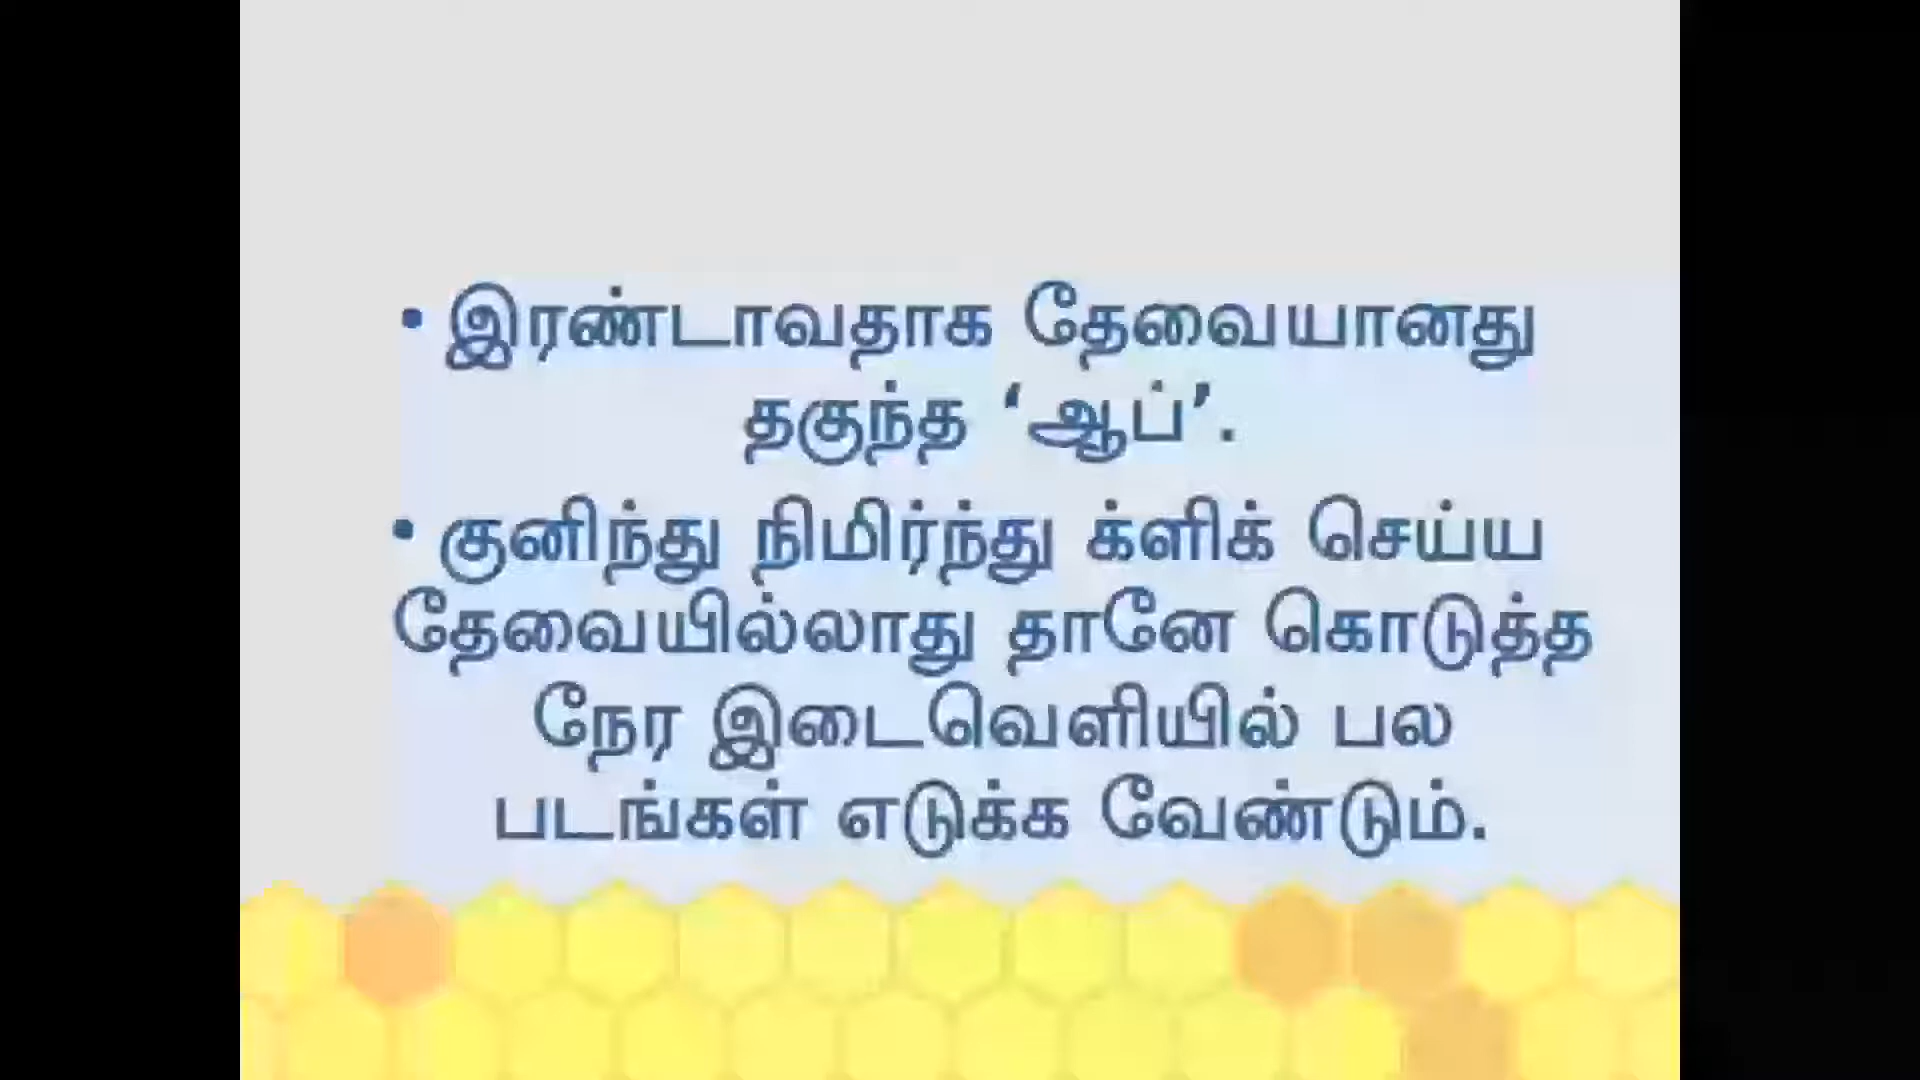 • இரண்டாவதாக தேவையானது
தகுந்த ‘ஆப்’.
• குனிந்து நிமிர்ந்து க்ளிக் செய்ய
தேவையில்லாது தானே கொடுத்த
நேர இடைவெளியில் பல
படங்கள் எடுக்க வேண்டும்.